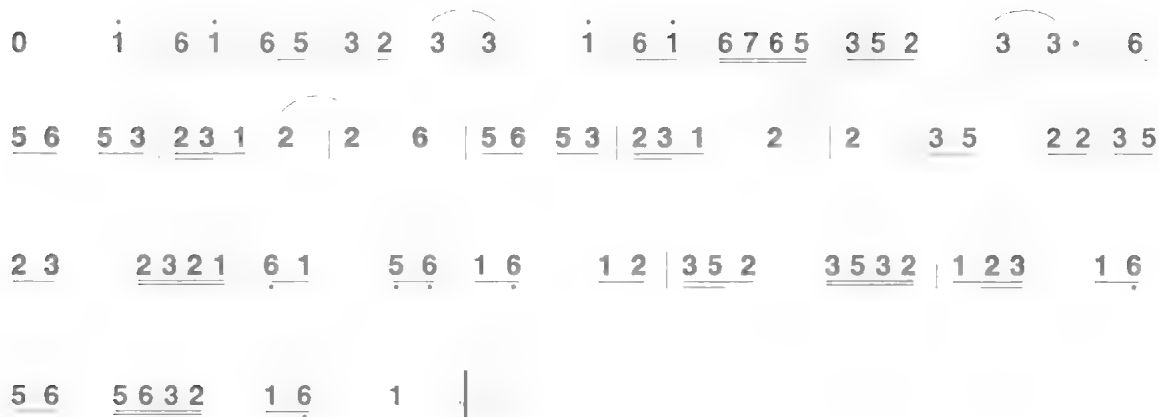 0 1̇ 6 1̇ 6 5 3 2 3 3 1̇ 6 1̇ 6 7 6 5 3 5 2 3 3· 6
5 6 5 3 2 3 1 2 | 2 6 | 5 6 5 3 | 2 3 1 2 | 2 3 5 2 2 3 5
2 3 2 3 2 1 6̣ 1 5̣ 6̣ 1 6̣ 1 2 | 3 5 2 3 5 3 2 | 1 2 3 1 6̣
5 6 5 6 3 2 1 6̣ 1 |